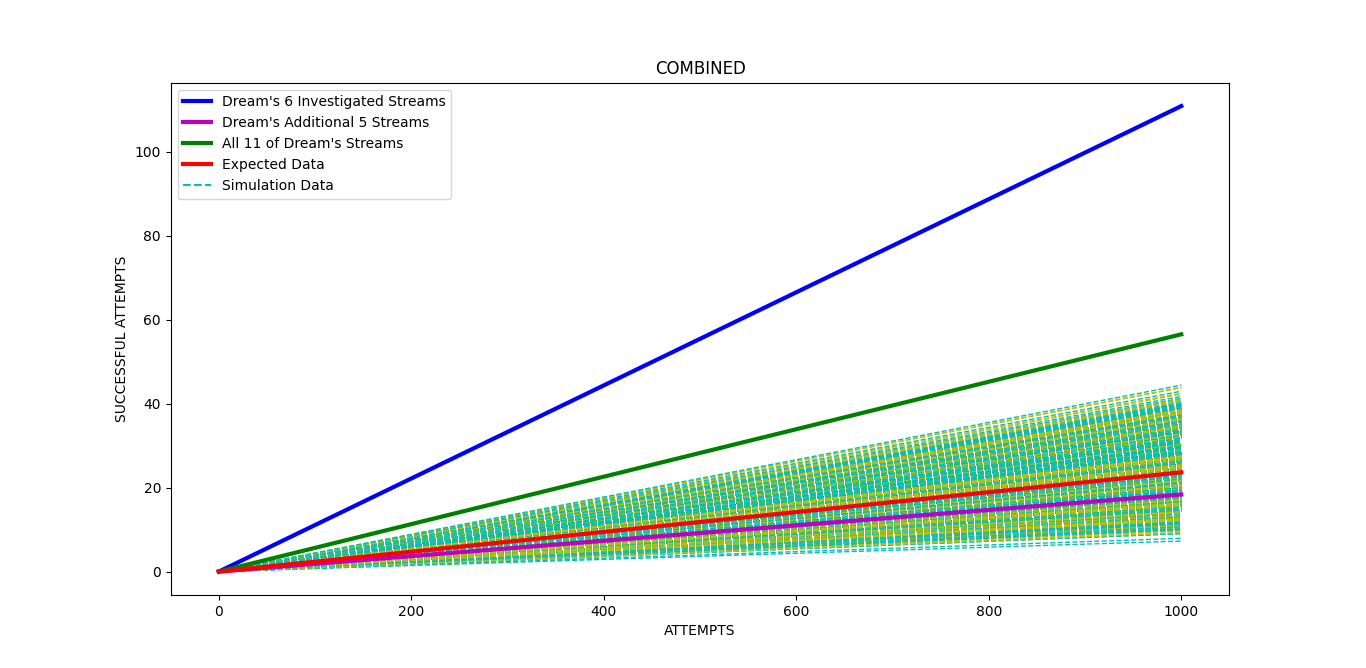 COMBINED
Dream's 6 Investigated Streams
Dream's Additional 5 Streams
All 11 of Dream's Streams
Expected Data
Simulation Data
SUCCESSFUL ATTEMPTS
100
80
60
40
20
0
0 200 400 600 800 1000
ATTEMPTS